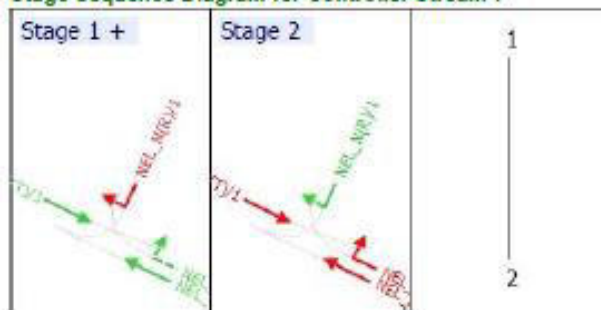 Stage Sequence Diagram for Controller Stream 1
Stage 1 +
Stage 2
1
2
NEL_N(R)/1
NEL_N(R)/1